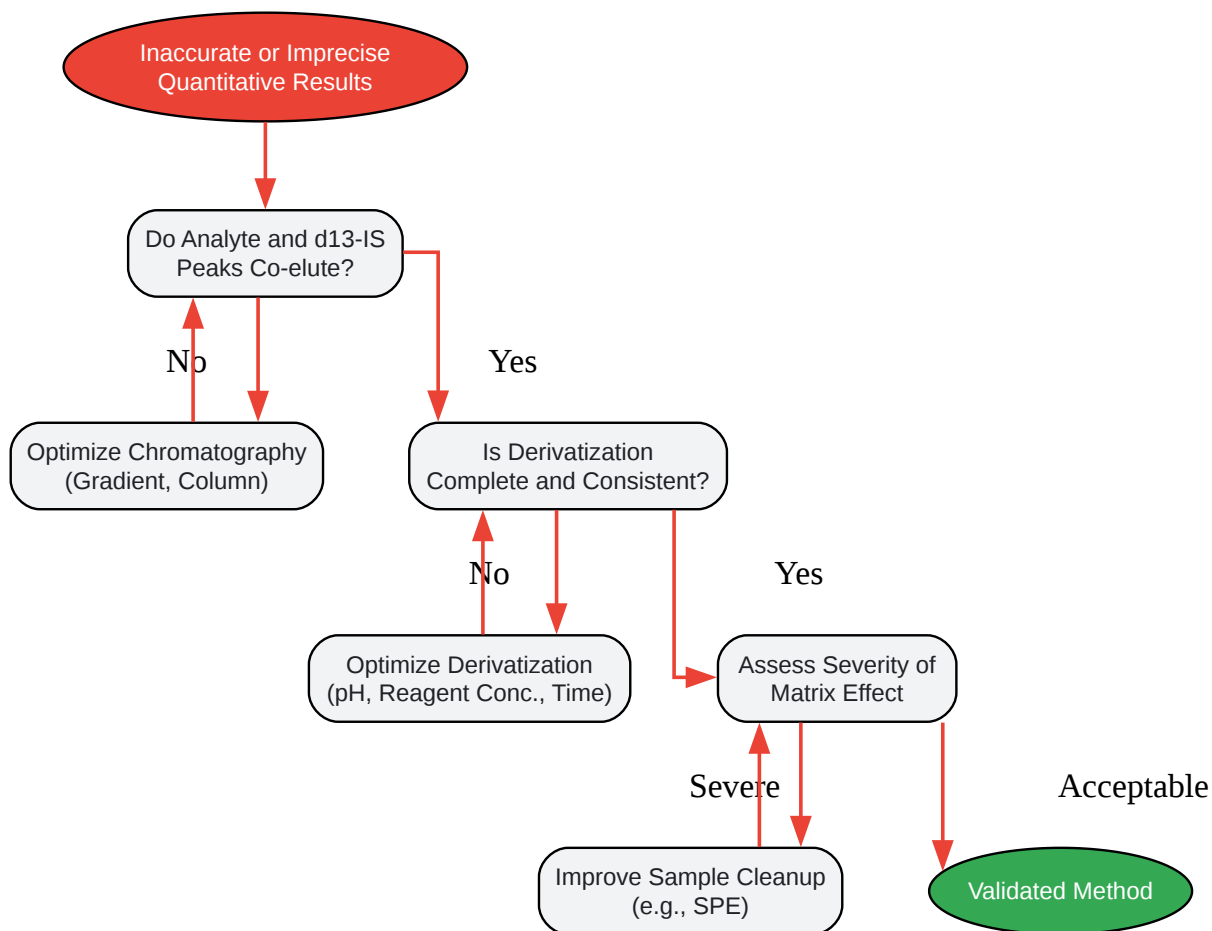 Inaccurate or Imprecise
Quantitative Results
Do Analyte and d13-IS
Peaks Co-elute?
No
Yes
Optimize Chromatography
(Gradient, Column)
Is Derivatization
Complete and Consistent?
No
Yes
Optimize Derivatization
(pH, Reagent Conc., Time)
Assess Severity of
Matrix Effect
Severe
Acceptable
Improve Sample Cleanup
(e.g., SPE)
Validated Method